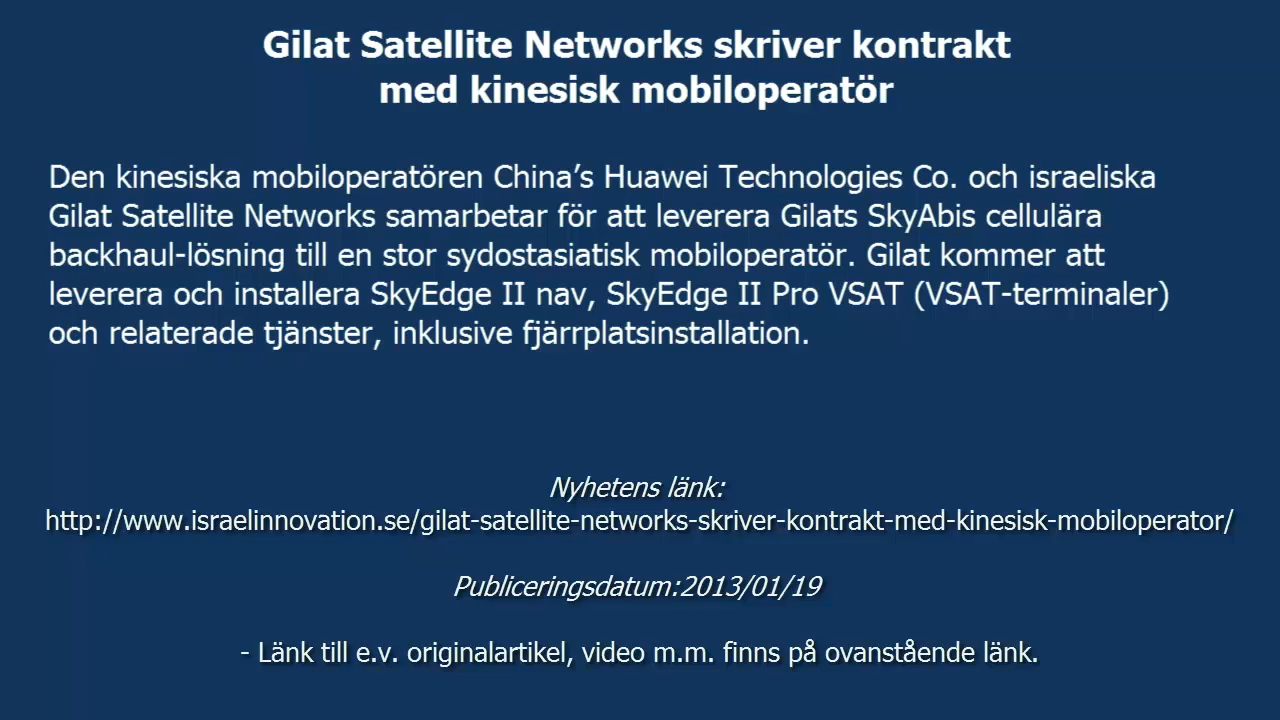 Gilat Satellite Networks skriver kontrakt
med kinesisk mobiloperatör
Den kinesiska mobiloperatören China’s Huawei Technologies Co. och israeliska
Gilat Satellite Networks samarbetar för att leverera Gilats SkyAbis cellulära
backhaul-lösning till en stor sydostasiatisk mobiloperatör. Gilat kommer att
leverera och installera SkyEdge II nav, SkyEdge II Pro VSAT (VSAT-terminaler)
och relaterade tjänster, inklusive fjärrplatsinstallation.
Nyhetens länk:
http://www.israelinnovation.se/gilat-satellite-networks-skriver-kontrakt-med-kinesisk-mobiloperator/
Publiceringsdatum:2013/01/19
- Länk till e.v. originalartikel, video m.m. finns på ovanstående länk.